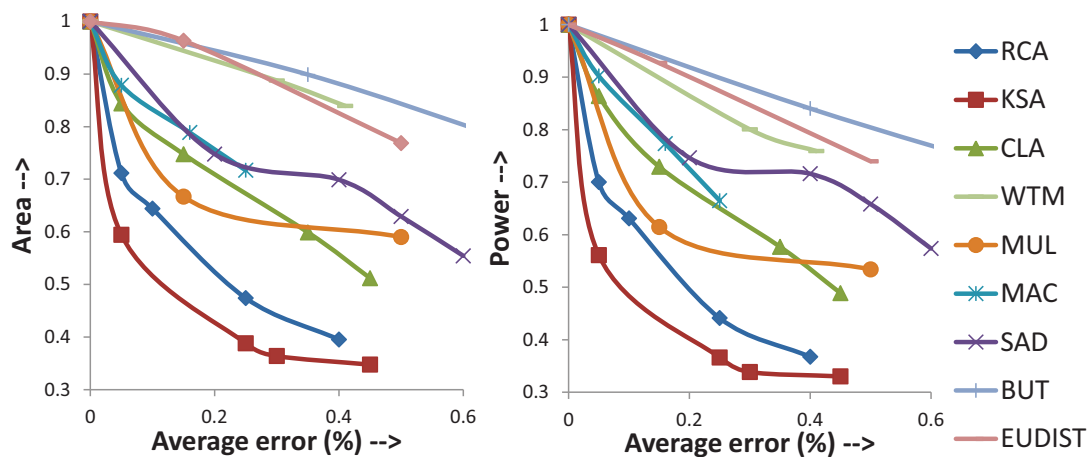 1
0.9
0.8
0.7
0.6
0.5
0.4
0.3
Area -->
0
0.2
0.4
0.6
Average error (%) -->
1
0.9
0.8
0.7
0.6
0.5
0.4
0.3
Power -->
0
0.2
0.4
0.6
Average error (%) -->
RCA
KSA
CLA
WTM
MUL
MAC
SAD
BUT
EUDIST